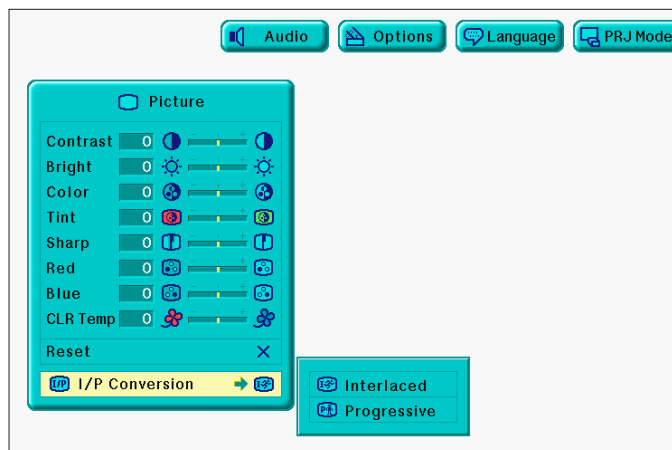 Audio Options Language PRJ Mode
Picture
Contrast 0
Bright 0
Color 0
Tint 0
Sharp 0
Red 0
Blue 0
CLR Temp 0
Reset
I/P I/P Conversion
Interlaced
Progressive